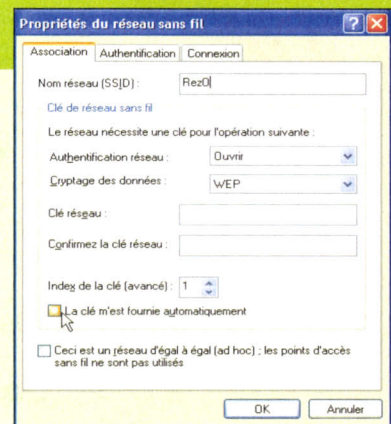 Propriétés du réseau sans fil
Association Authentification Connexion
Nom réseau (SSID) : Rez0
Clé de réseau sans fil
Le réseau nécessite une clé pour l'opération suivante :
Authentification réseau : Ouvrir
Cryptage des données : WEP
Clé réseau :
Confirmez la clé réseau :
Index de la clé (avancé) : 1
La clé m'est fournie automatiquement
Ceci est un réseau d'égal à égal (ad hoc) ; les points d'accès
sans fil ne sont pas utilisés
OK Annuler